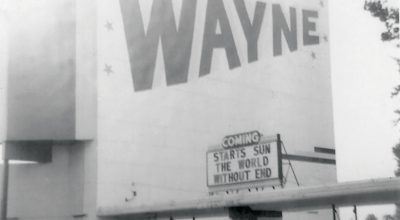 WAYNE
COMING
STARTS SUN
THE WORLD
WITHOUT END